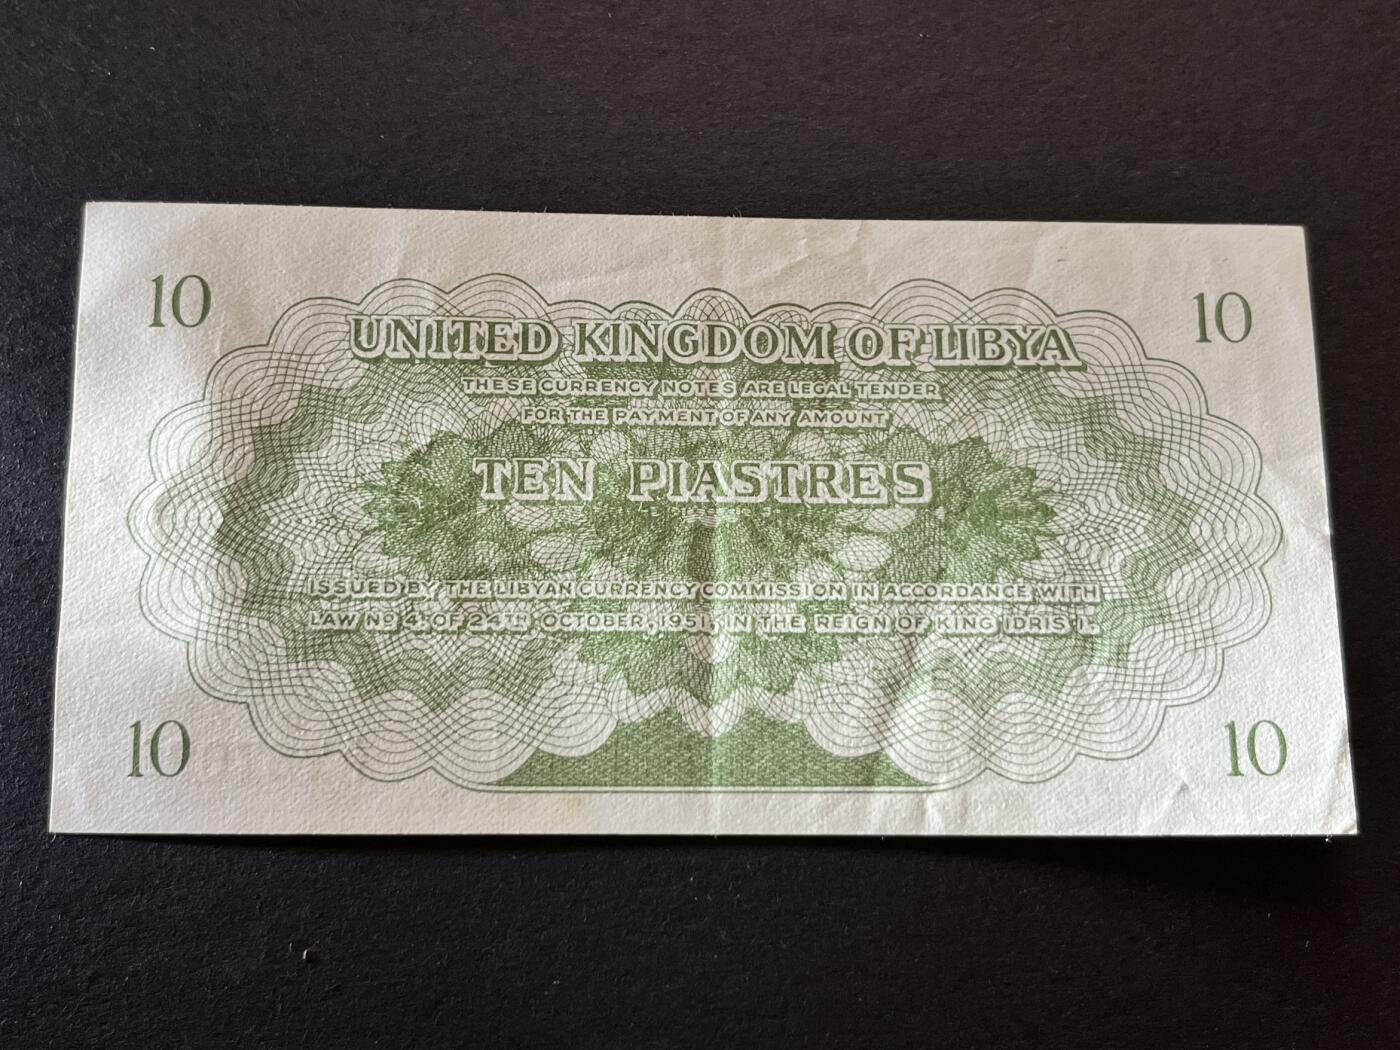 10 10
UNITED KINGDOM OF LIBYA
THESE CURRENCY NOTES ARE LEGAL TENDER
FOR THE PAYMENT OF ANY AMOUNT
TEN PIASTRES
ISSUED BY THE LIBYAN CURRENCY COMMISSION IN ACCORDANCE WITH
LAW Nº 4, OF 24TH OCTOBER, 1951, IN THE REIGN OF KING IDRIS I.
10 10